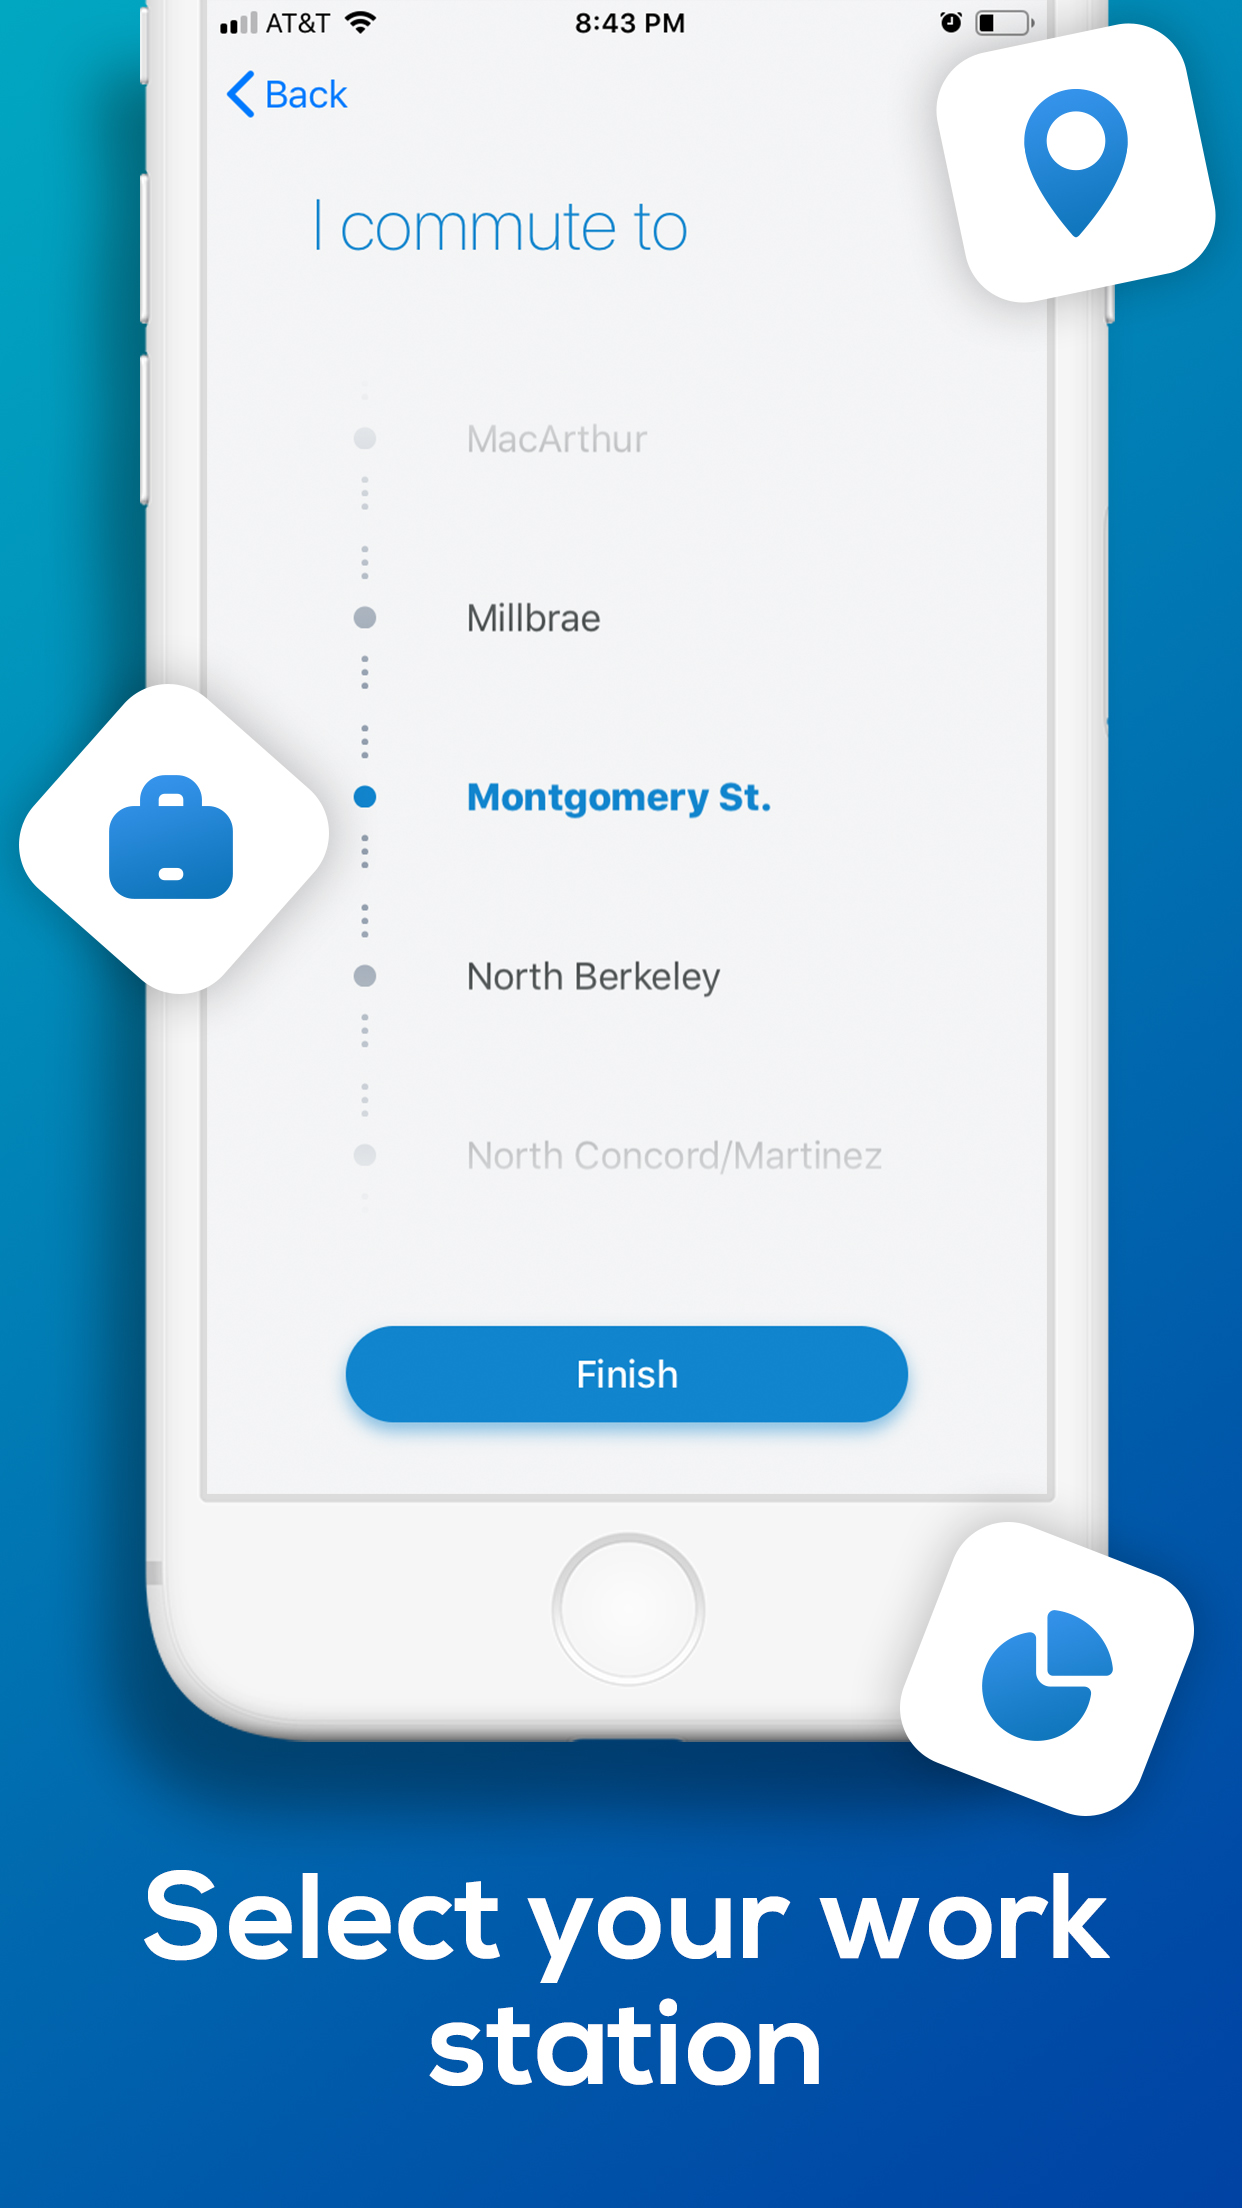 AT&T 8:43 PM
Back
I commute to
MacArthur
Millbrae
Montgomery St.
North Berkeley
North Concord/Martinez
Finish
Select your work
station